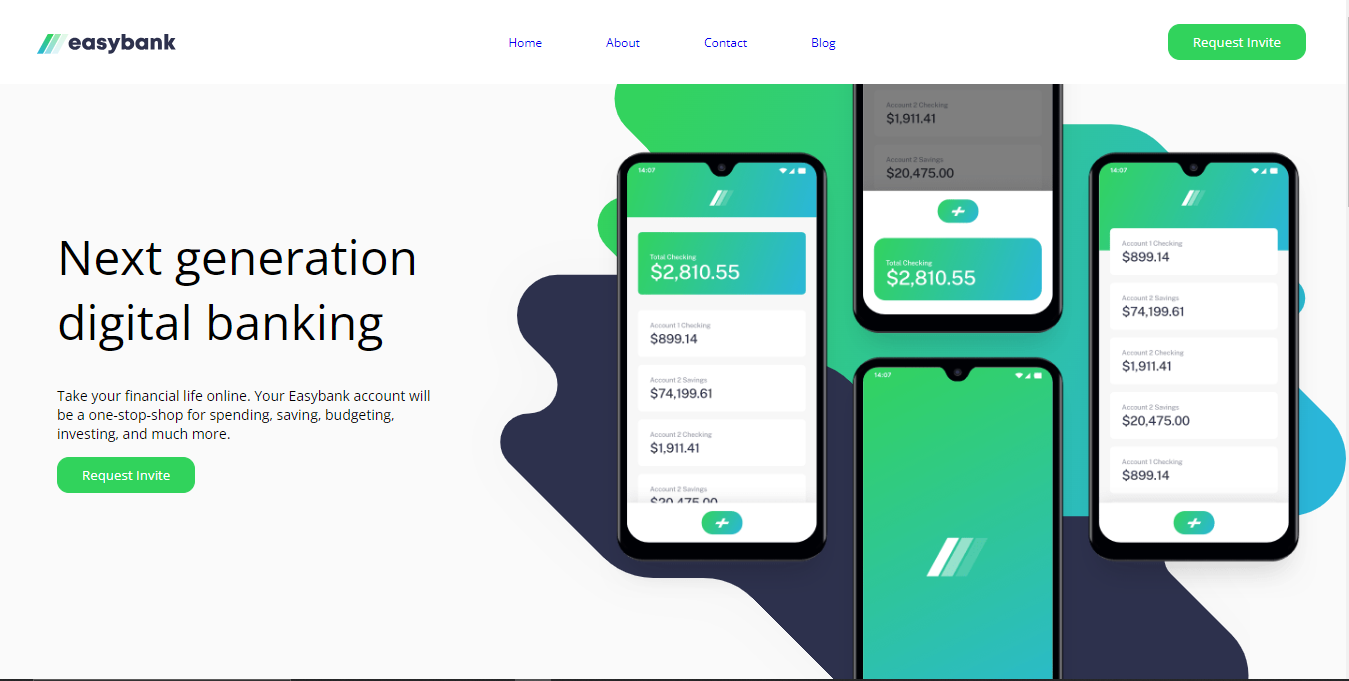 easybank
Home
About
Contact
Blog
Request Invite
Next generation
digital banking
Take your financial life online. Your Easybank account will
be a one-stop-shop for spending, saving, budgeting,
investing, and much more.
Request Invite
14:07
Total Checking
$2,810.55
Account 1 Checking
$899.14
Account 2 Savings
$74,199.61
Account 2 Checking
$1,911.41
Account 2 Savings
$20,475.00
Account 2 Checking
$1,911.41
Account 2 Savings
$20,475.00
Total Checking
$2,810.55
14:07
14:07
Account 1 Checking
$899.14
Account 2 Savings
$74,199.61
Account 2 Checking
$1,911.41
Account 2 Savings
$20,475.00
Account 1 Checking
$899.14